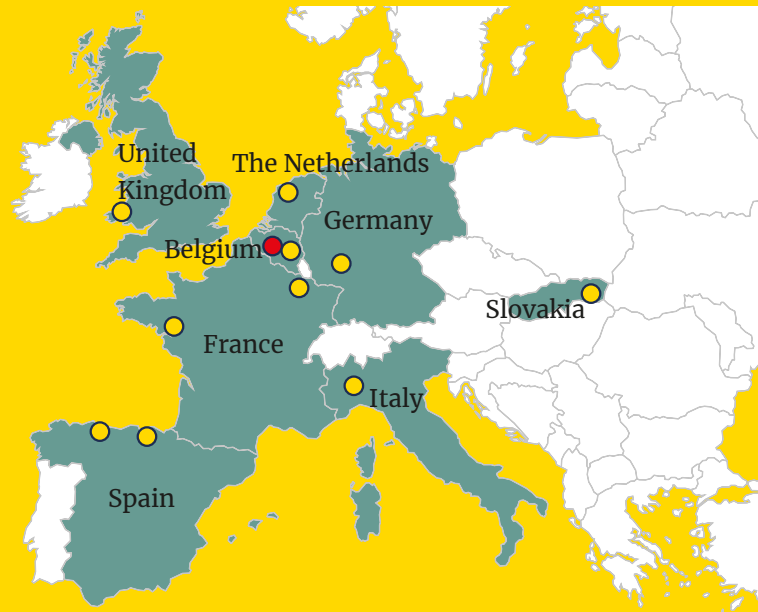 United
Kingdom
The Netherlands
Germany
Belgium
Slovakia
France
Italy
Spain